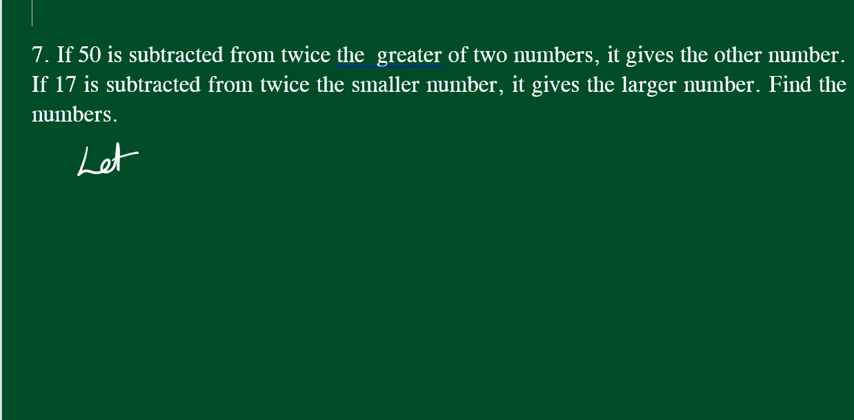 7. If 50 is subtracted from twice the greater of two numbers, it gives the other number.
If 17 is subtracted from twice the smaller number, it gives the larger number. Find the
numbers.
Let